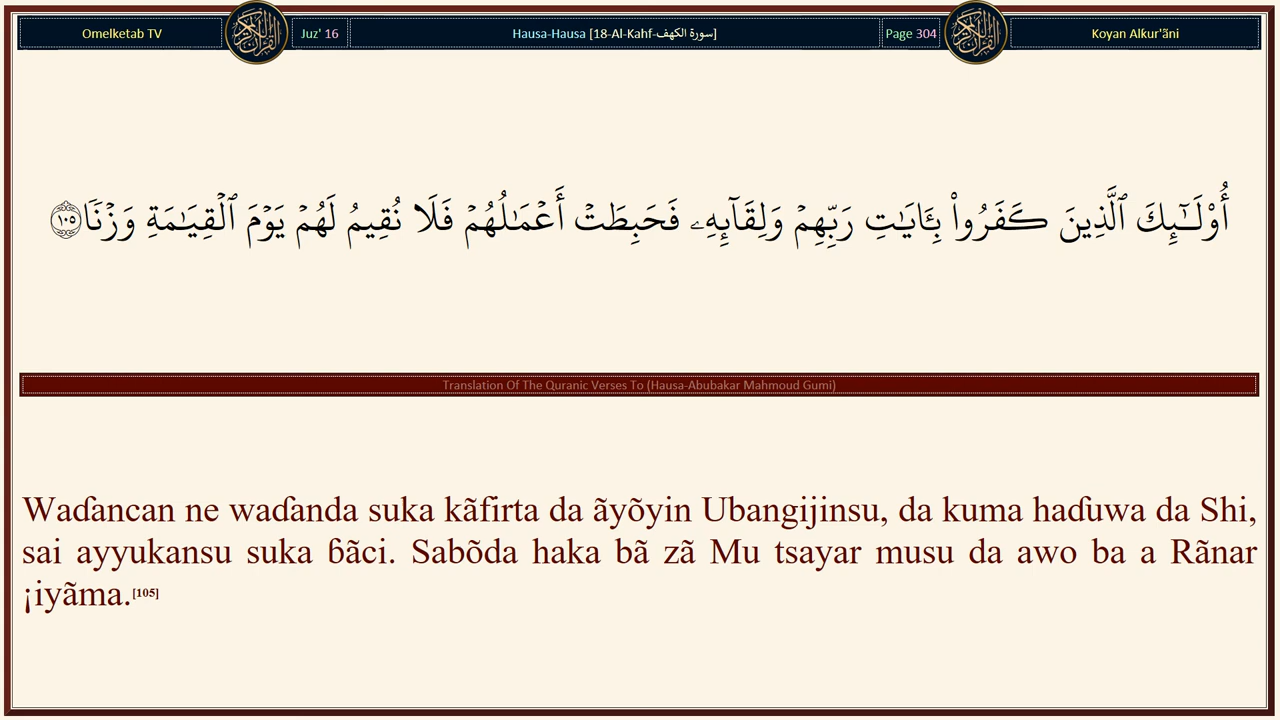 Omelketab TV
Juz' 16
Hausa-Hausa [18-Al-Kahf-سورة الكهف]
Page 304
Koyan Alƙur'ãni
أُوْلَـٰٓئِكَ ٱلَّذِينَ كَفَرُواْ بِـَٔايَـٰتِ رَبِّهِمۡ وَلِقَآئِهِۦ فَحَبِطَتۡ أَعۡمَـٰلُهُمۡ فَلَا نُقِيمُ لَهُمۡ يَوۡمَ ٱلۡقِيَـٰمَةِ وَزۡنٗا ١٠٥
Translation Of The Quranic Verses To (Hausa-Abubakar Mahmoud Gumi)
Waɗancan ne waɗanda suka kãfirta da ãyõyin Ubangijinsu, da kuma haɗuwa da Shi,
sai ayyukansu suka ɓãci. Sabõda haka bã zã Mu tsayar musu da awo ba a Rãnar
¡iyãma.[105]